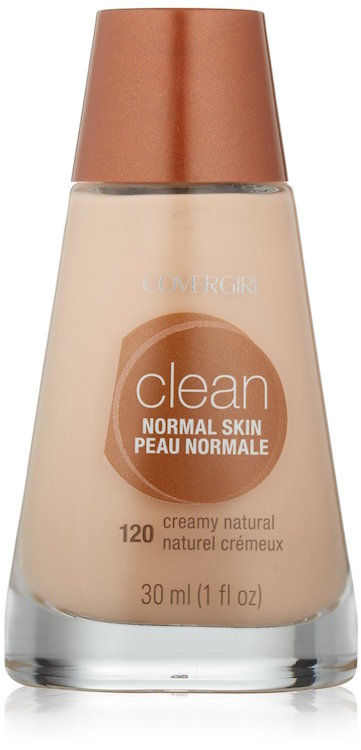 COVERGIRL
clean
NORMAL SKIN
PEAU NORMALE
120 creamy natural
naturel crémeux
30 ml (1 fl oz)